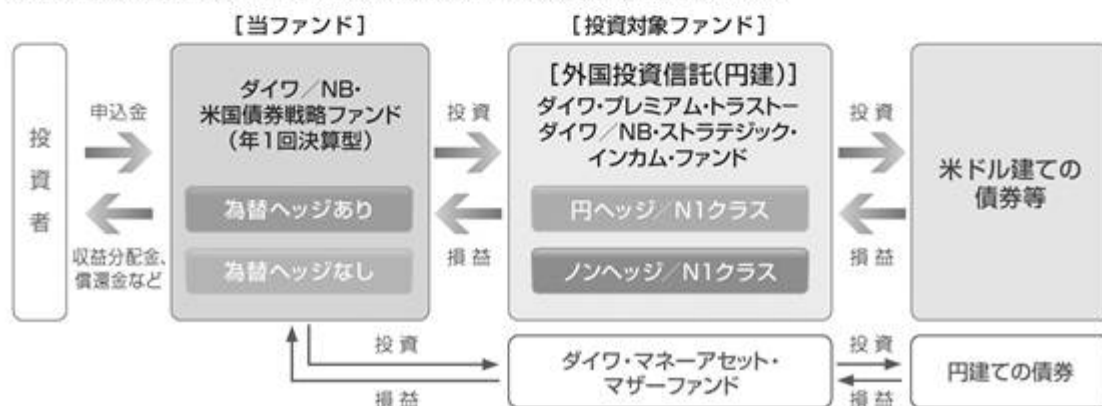 [当ファンド]
[投資対象ファンド]
投資者
申込金
収益分配金、
償還金など
ダイワ／NB・
米国債券戦略ファンド
(年1回決算型)
為替ヘッジあり
為替ヘッジなし
投資
損益
[外国投資信託(円建)]
ダイワ・プレミアム・トラストー
ダイワ／NB・ストラテジック・
インカム・ファンド
円ヘッジ／N1クラス
ノンヘッジ／N1クラス
投資
損益
米ドル建ての
債券等
投資
損益
ダイワ・マネーアセット・
マザーファンド
投資
損益
円建ての債券